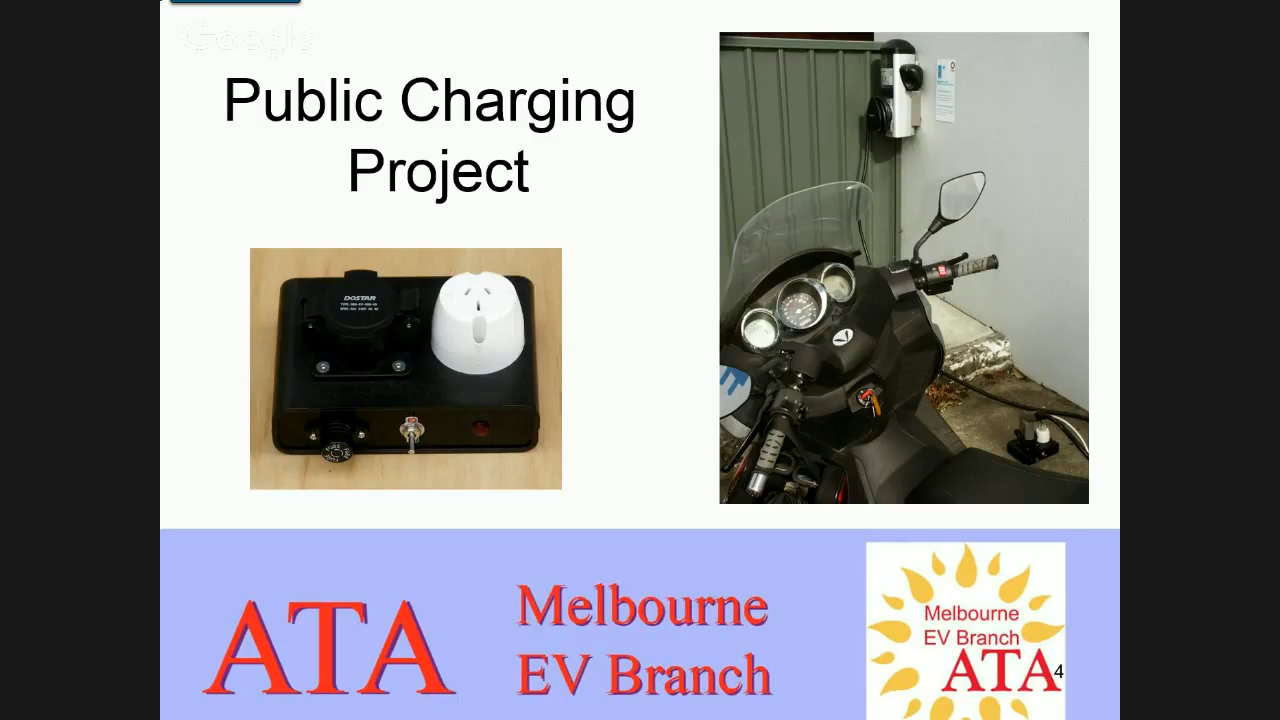 Google
Public Charging
Project
DOSTAR
ATA
Melbourne
EV Branch
Melbourne
EV Branch
ATA
4